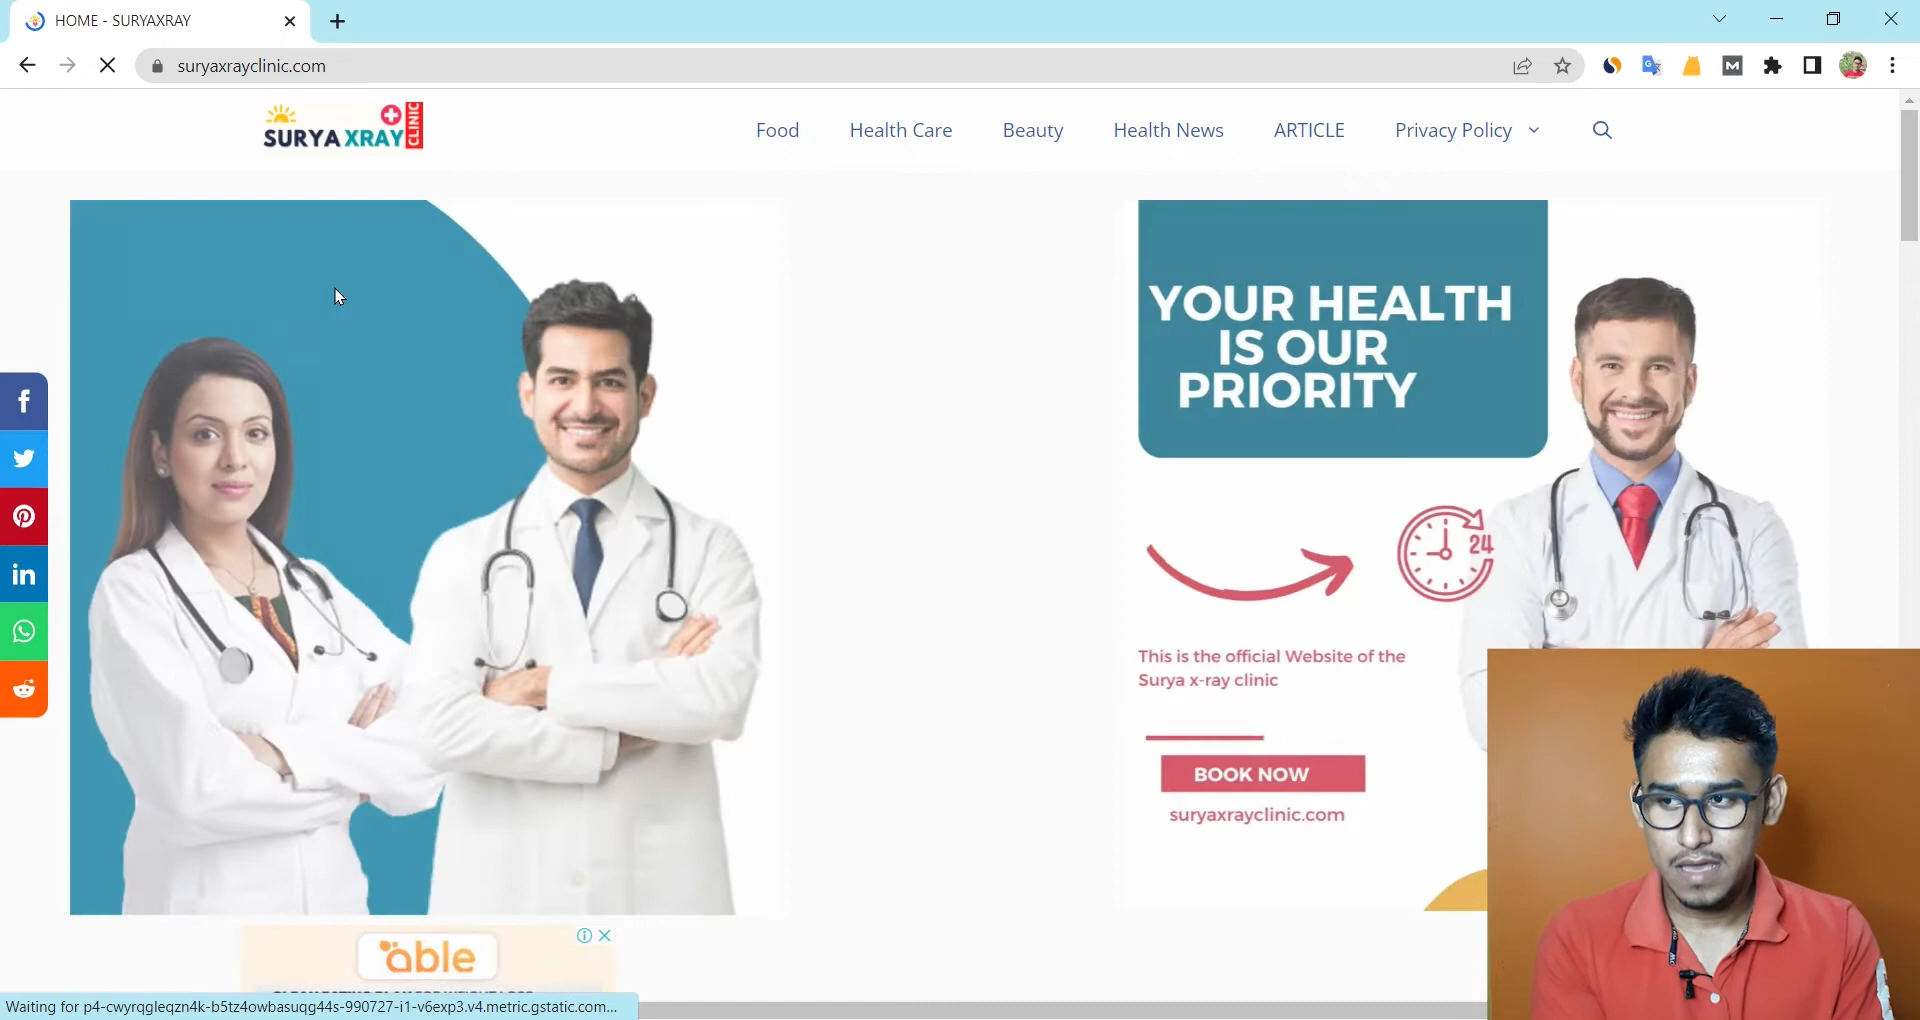 HOME - SURYAXRAY
suryaxrayclinic.com
SURYA XRAY CLINIC
Food
Health Care
Beauty
Health News
ARTICLE
Privacy Policy
YOUR HEALTH
IS OUR
PRIORITY
24
This is the official Website of the
Surya x-ray clinic
BOOK NOW
suryaxrayclinic.com
able
Waiting for p4-cwyrqgleqzn4k-b5tz4owbasuqg44s-990727-i1-v6exp3.v4.metric.gstatic.com...